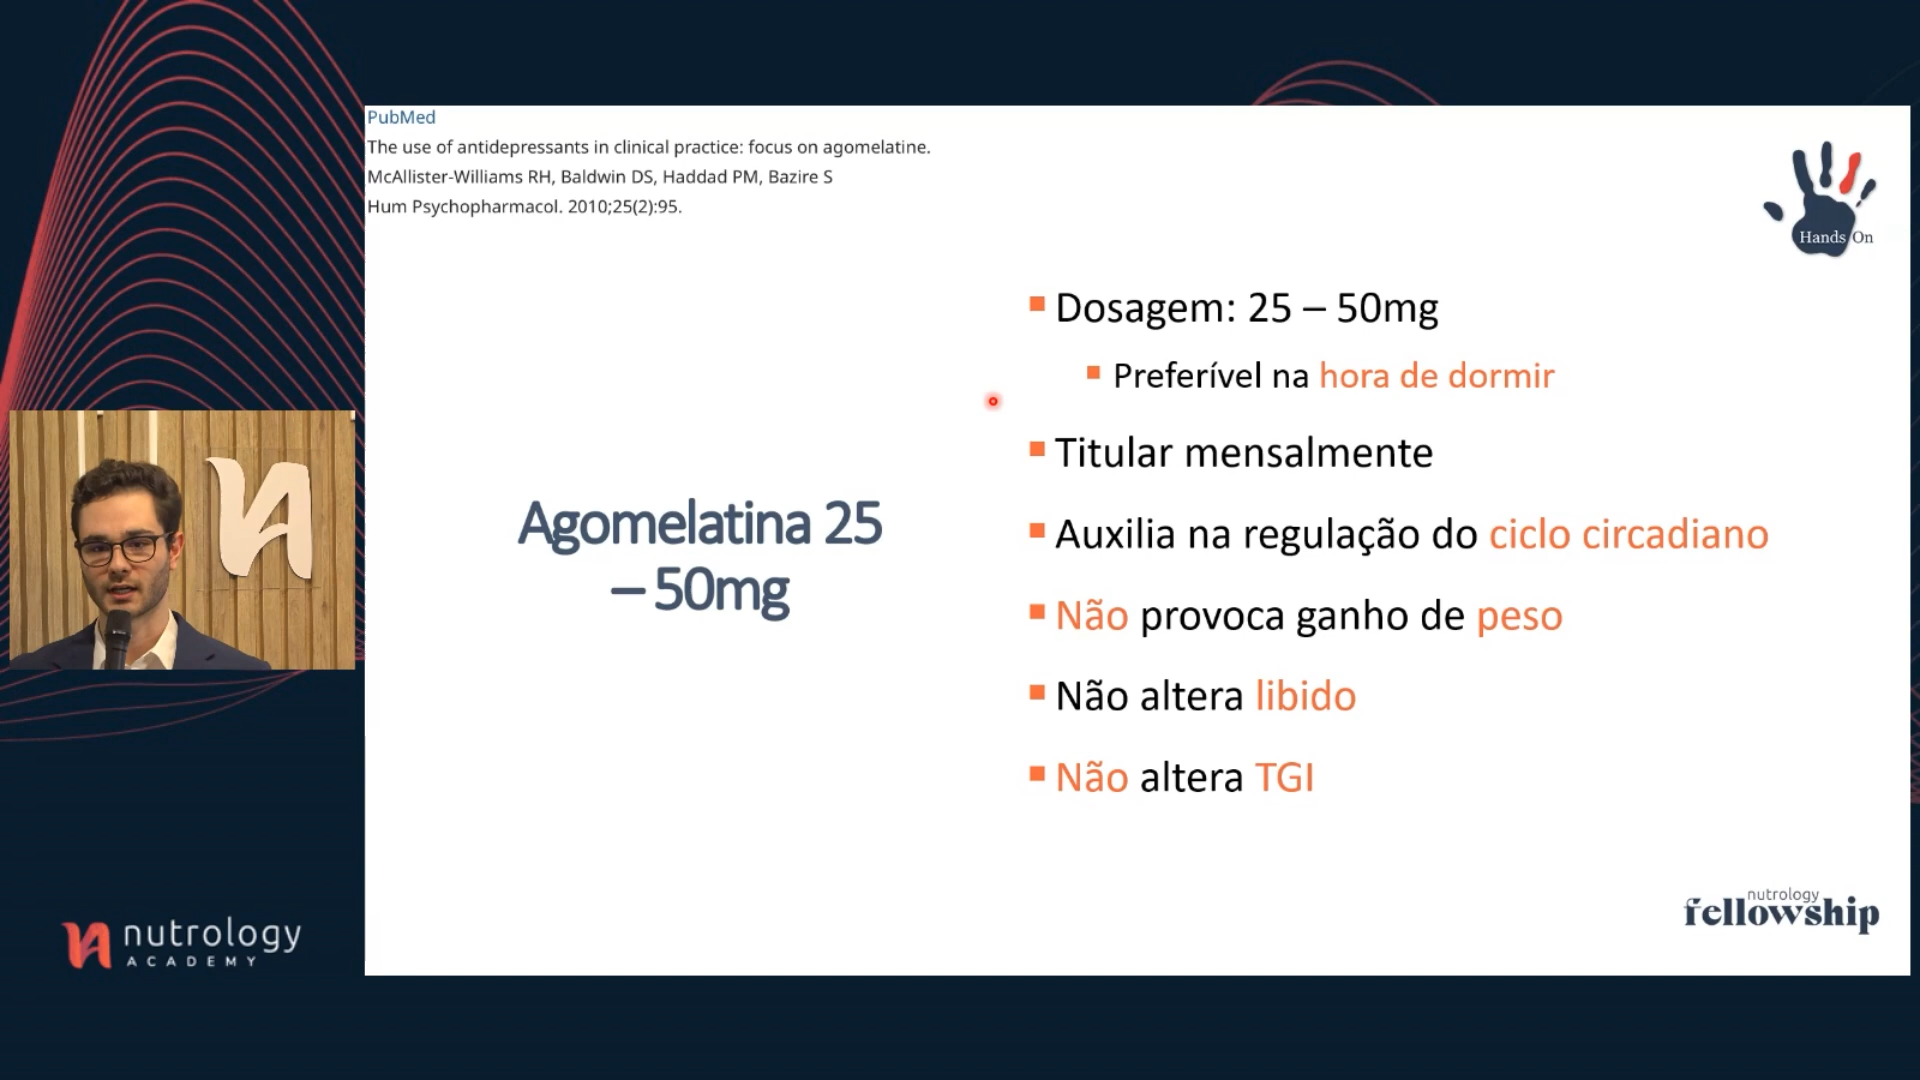 PubMed
The use of antidepressants in clinical practice: focus on agomelatine.
McAllister-Williams RH, Baldwin DS, Haddad PM, Bazire S
Hum Psychopharmacol. 2010;25(2):95.
Hands On
Agomelatina 25
– 50mg
Dosagem: 25 – 50mg
Preferível na hora de dormir
Titular mensalmente
Auxilia na regulação do ciclo circadiano
Não provoca ganho de peso
Não altera libido
Não altera TGI
nutrology
ACADEMY
nutrology
fellowship